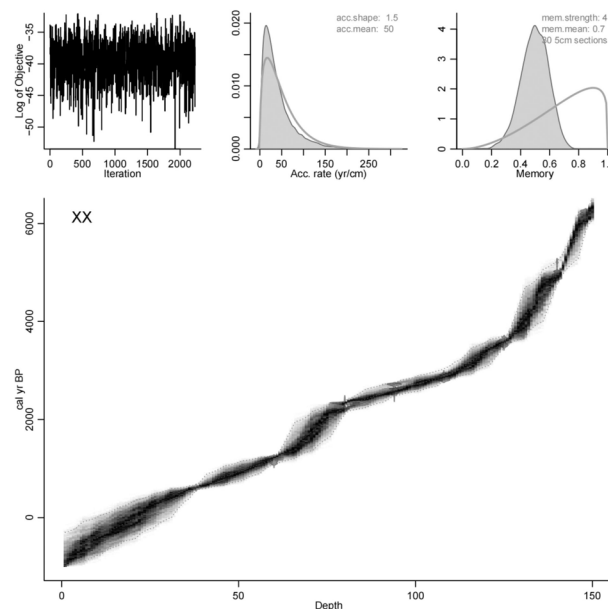 Log of Objective
-35
-40
-45
-50
0
500
1000
1500
2000
Iteration
acc.shape: 1.5
acc.mean: 50
0.020
0.010
0.000
0
50
150
250
Acc. rate (yr/cm)
mem.strength: 4
mem.mean: 0.7
30 5cm sections
4
3
2
1
0
0.0
0.2
0.4
0.6
0.8
Memory
XX
cal yr BP
6000
4000
2000
0
0
50
100
150
Depth